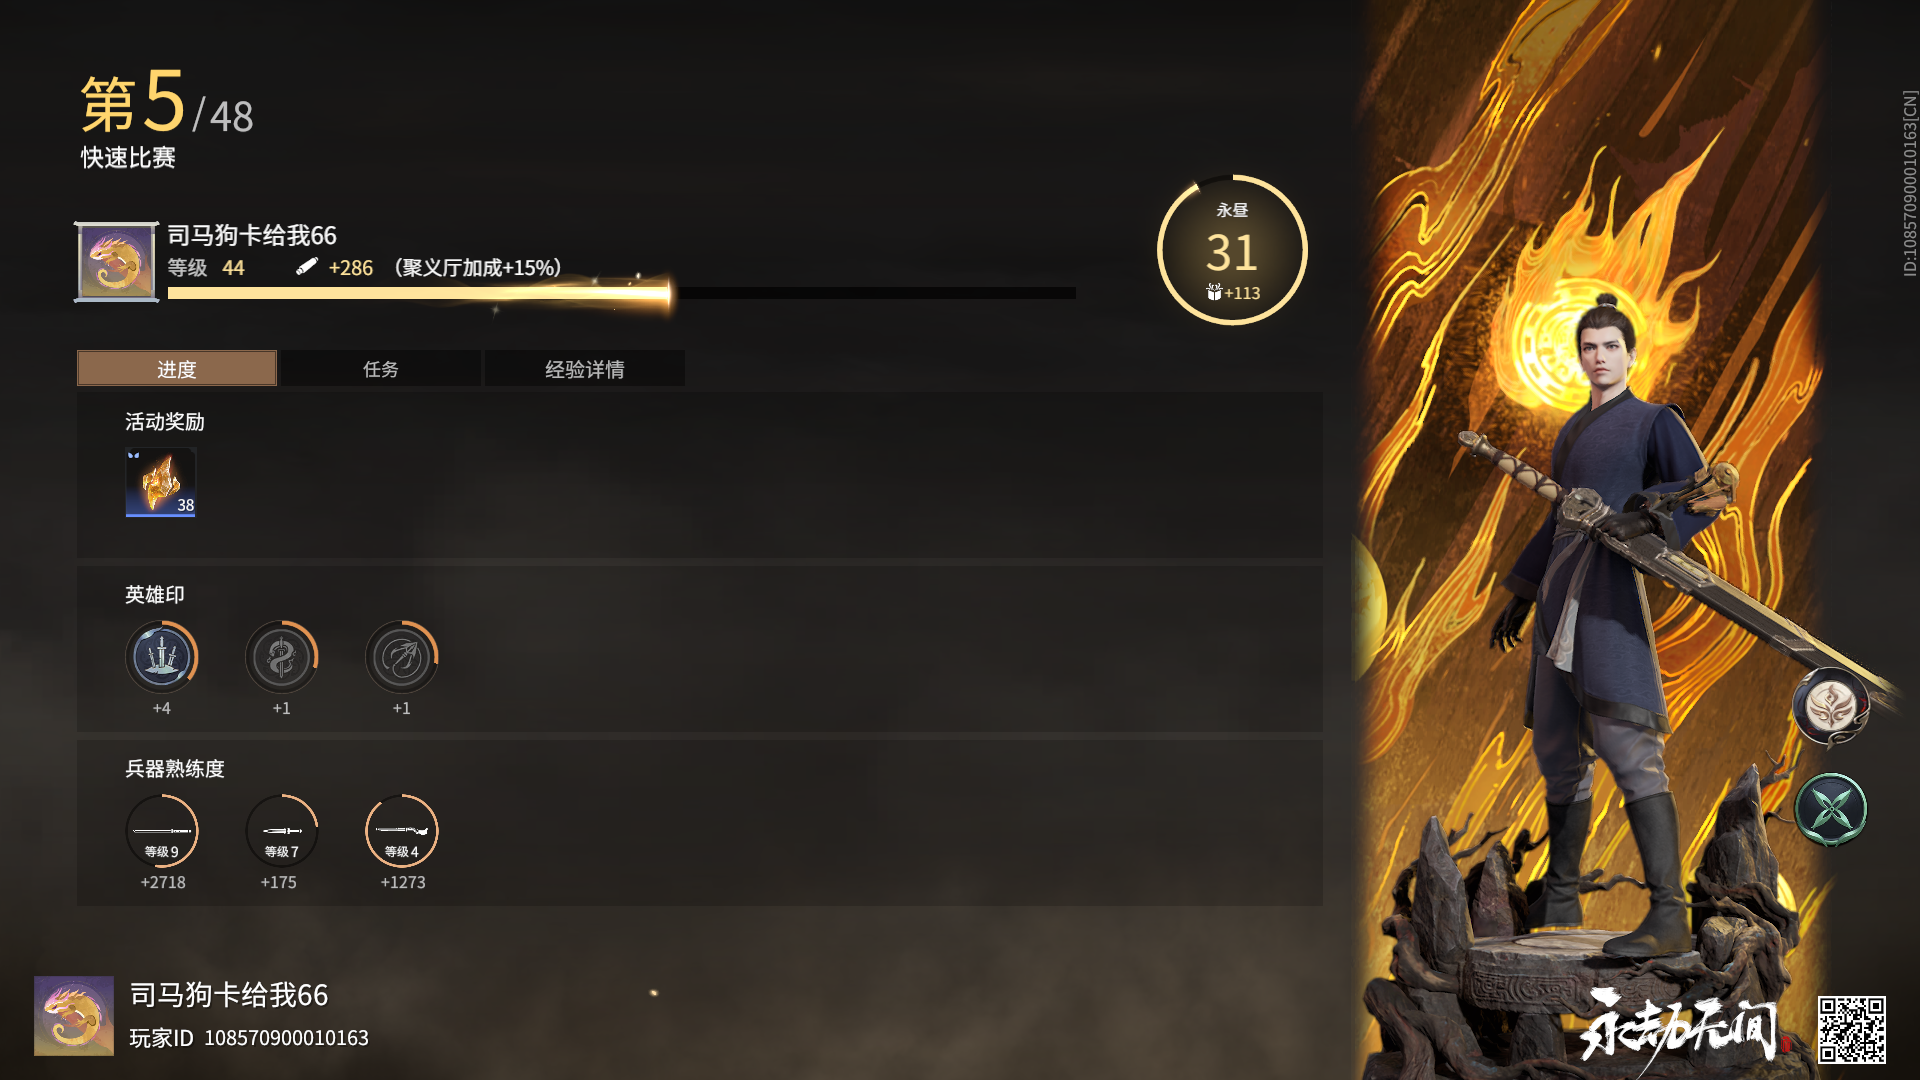 第5/48
快速比赛
司马狗卡给我66
等级 44 +286 (聚义厅加成+15%)
永昼
31
+113
进度 任务 经验详情
活动奖励
38
英雄印
+4 +1 +1
兵器熟练度
等级9 等级7 等级4
+2718 +175 +1273
司马狗卡给我66
玩家ID 108570900010163
永劫无间
ID:108570900010163[CN]